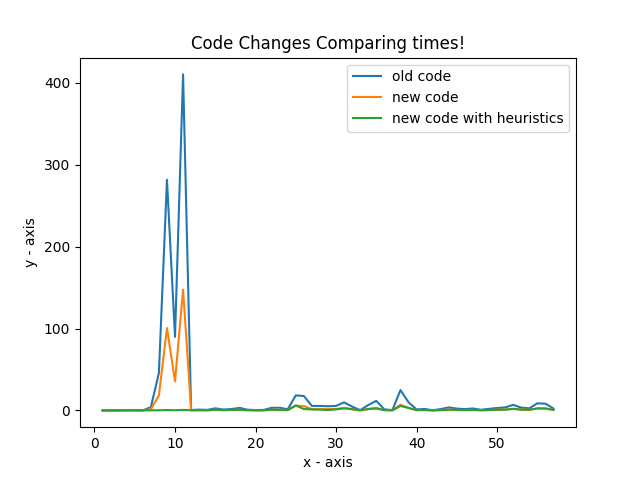 Code Changes Comparing times!
old code
new code
new code with heuristics
400
300
200
100
0
y - axis
0 10 20 30 40 50
x - axis